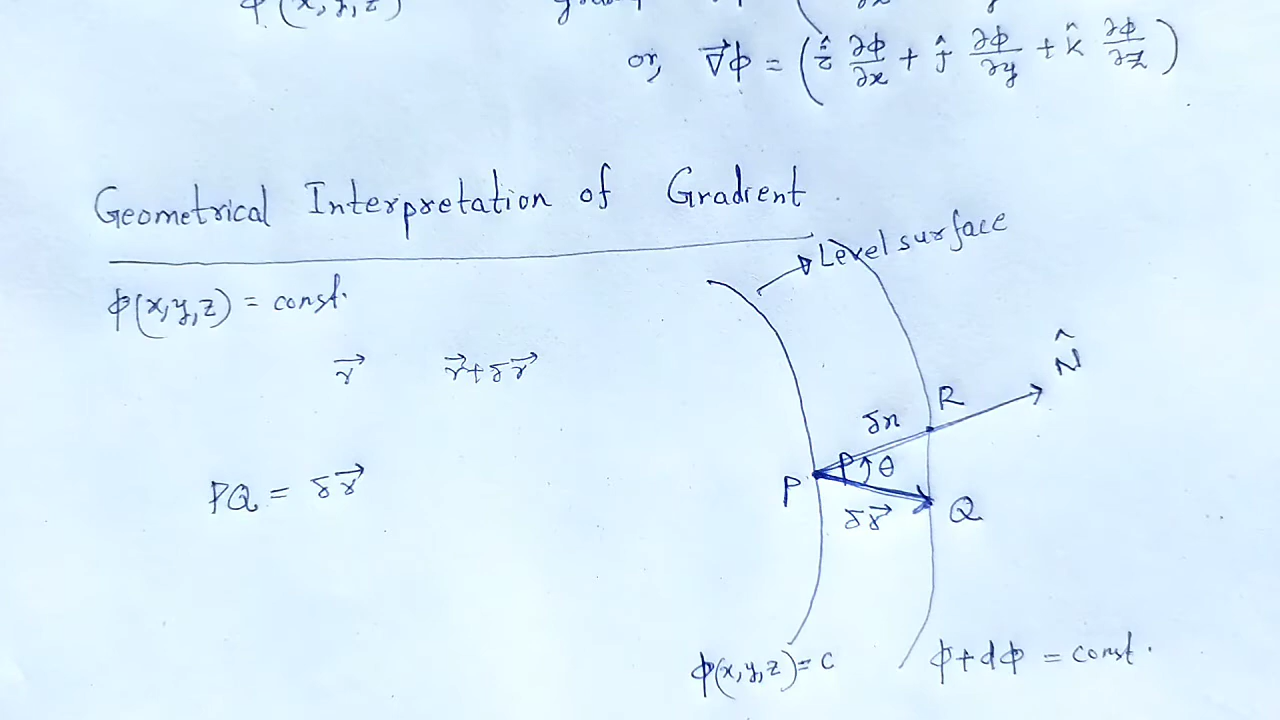 φ(x,y,z)
or, ∇⃗φ = (î ∂φ/∂x + ĵ ∂φ/∂y + k̂ ∂φ/∂z)
Geometrical Interpretation of Gradient
Level surface
φ(x,y,z) = const.
r⃗ r⃗+δr⃗
N̂
R
δn
θ
P
PQ = δr⃗
δr⃗
Q
φ(x,y,z)=c
φ+dφ = const.